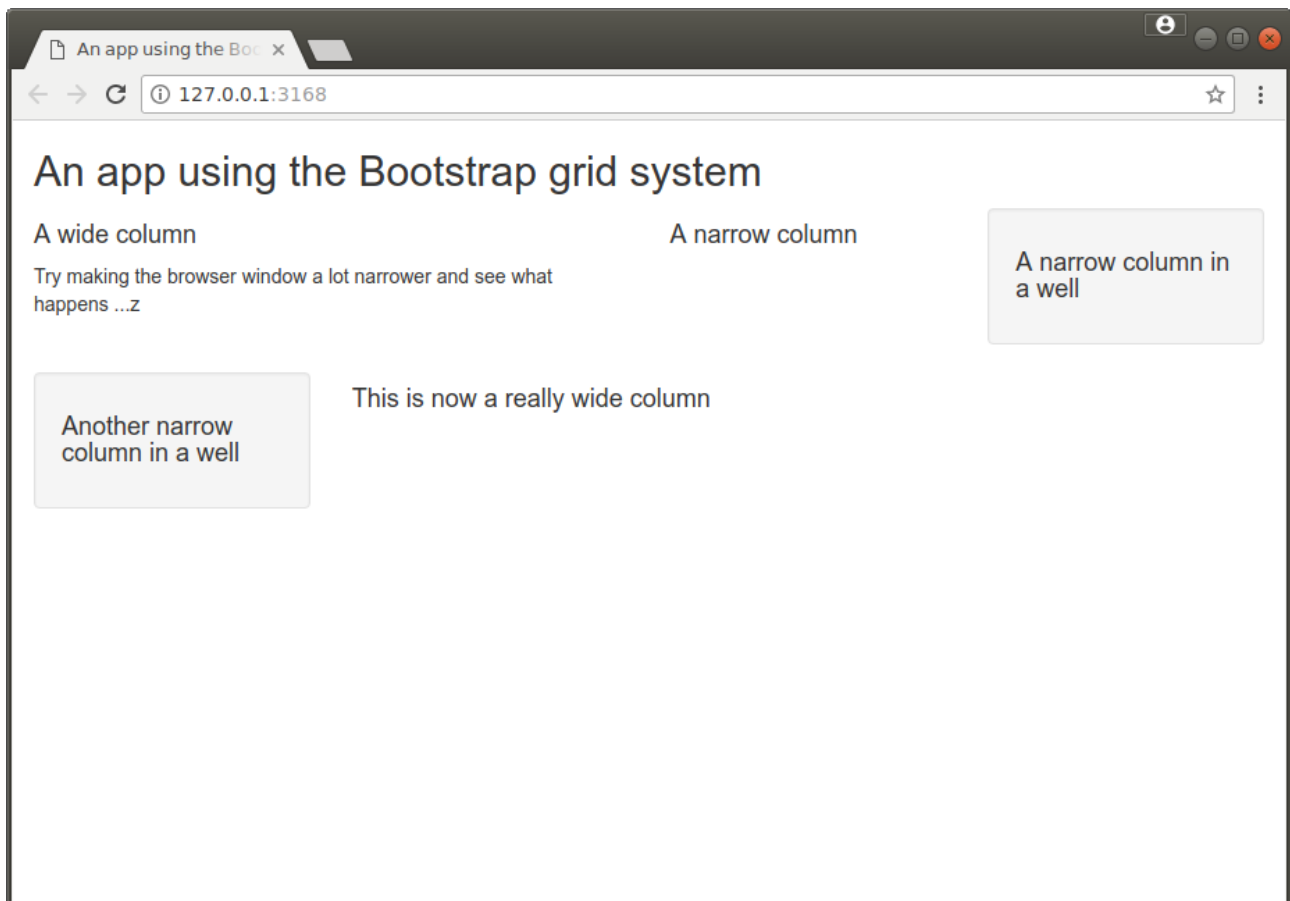 An app using the Boo
127.0.0.1:3168
An app using the Bootstrap grid system
A wide column
Try making the browser window a lot narrower and see what
happens ...z
A narrow column
A narrow column in
a well
Another narrow
column in a well
This is now a really wide column